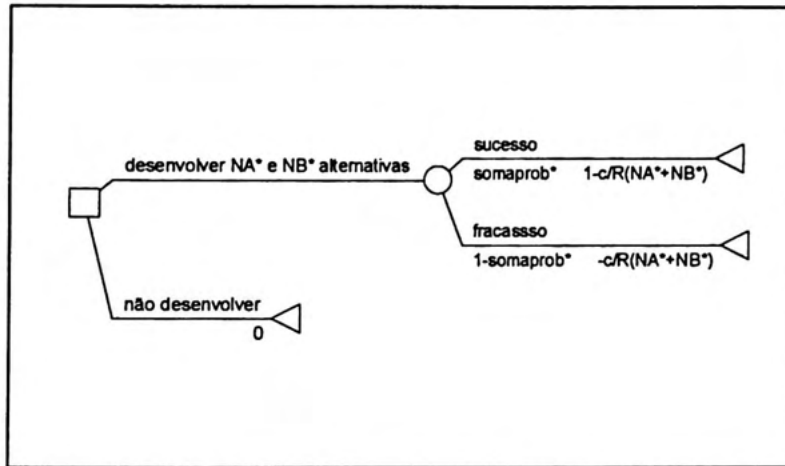 sucesso
desenvolver NA* e NB* alternativas
somaprob* 1-c/R(NA*+NB*)
fracassso
1-somaprob* -c/R(NA*+NB*)
não desenvolver
0